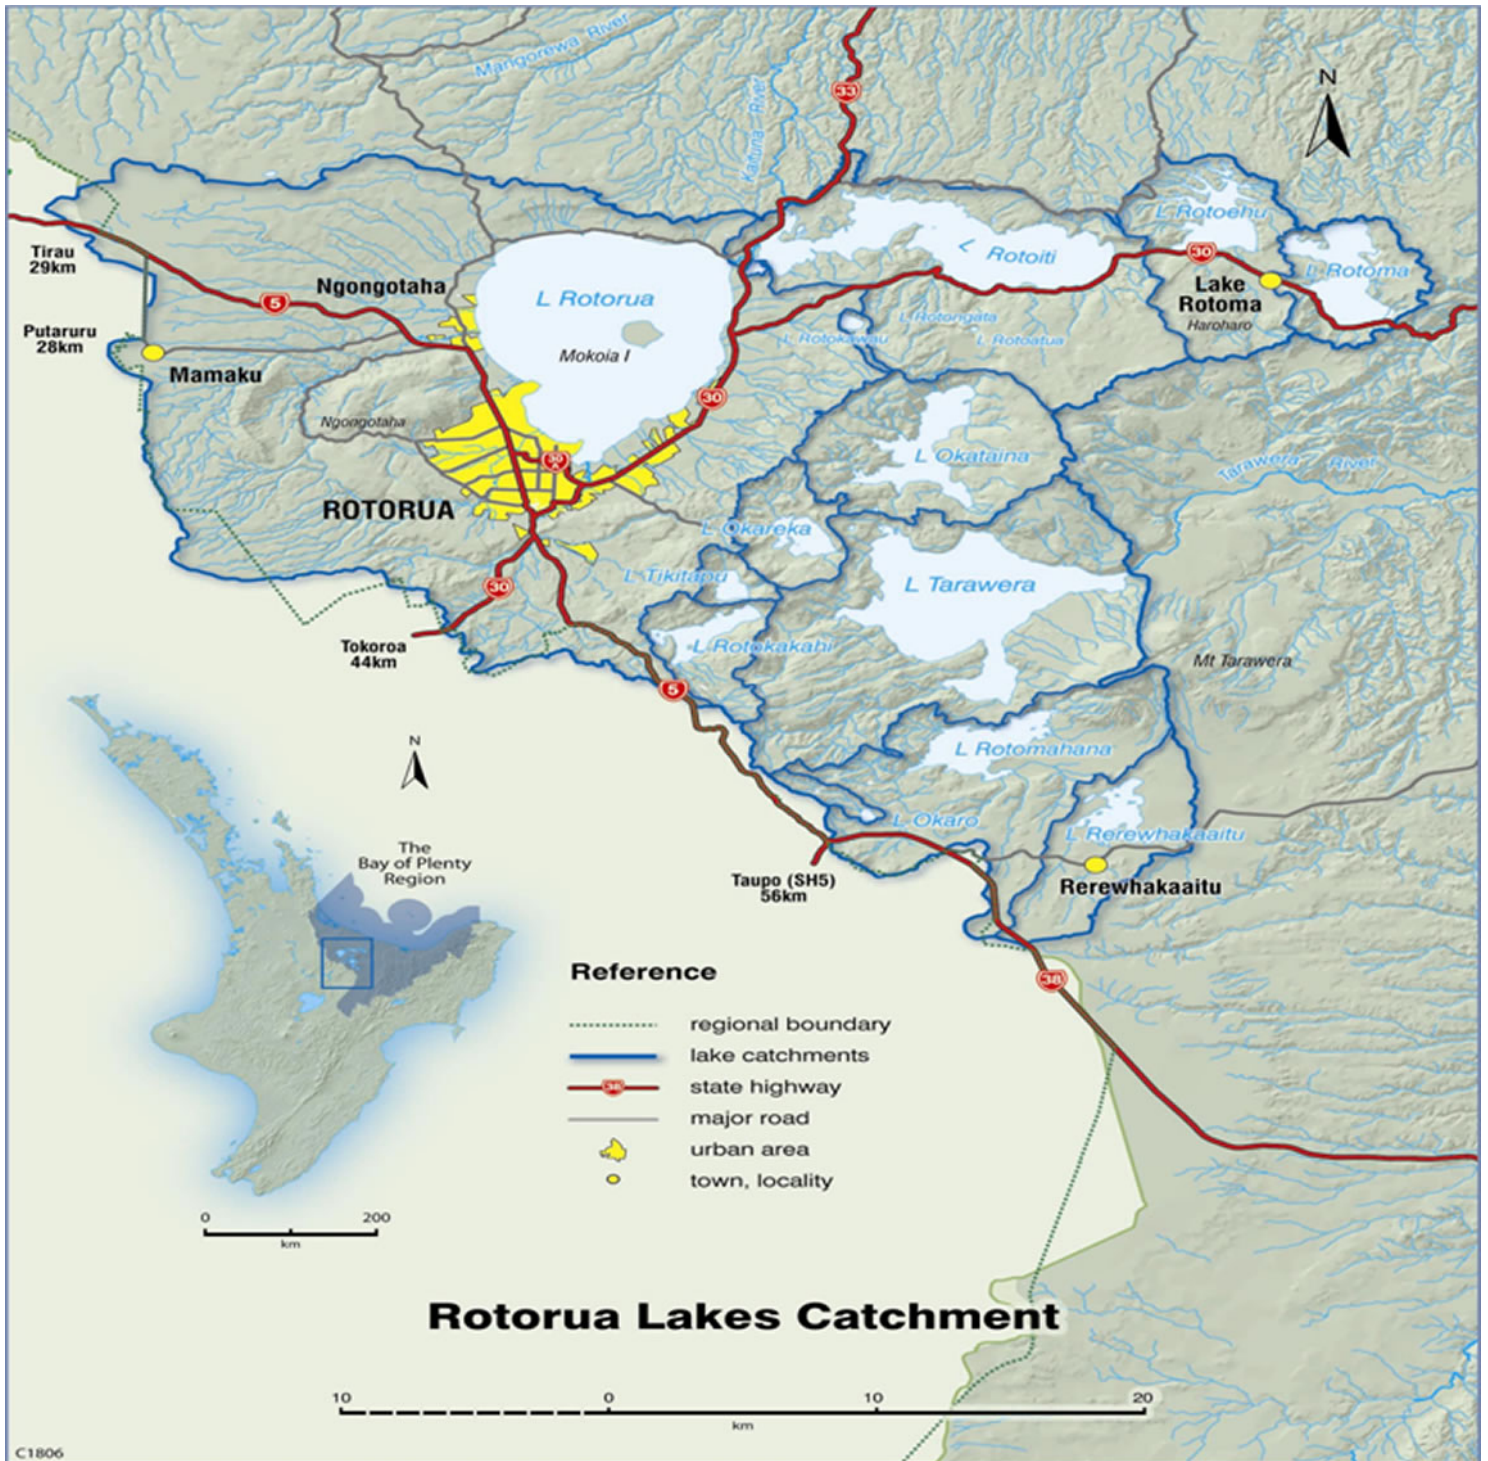 Mangorewa River
Kaituna River
33
N
L Rotoehu
L Rotoiti
30
L Rotoma
Lake
Rotoma
Haroharo
Tirau
29km
5
Ngongotaha
L Rotorua
Mokoia I
L Rotongata
L Rotokawau
L Rotoatua
Putaruru
28km
Mamaku
30
Ngongotaha
30
A
L Okataina
Tarawera River
ROTORUA
L Okareka
L Tikitapu
L Tarawera
30
Tokoroa
44km
L Rotokakahi
Mt Tarawera
5
L Rotomahana
N
L Okaro
L Rerewhakaaitu
The
Bay of Plenty
Region
Taupo (SH5)
56km
Rerewhakaaitu
38
Reference
regional boundary
lake catchments
38
state highway
major road
urban area
town, locality
0 200
km
Rotorua Lakes Catchment
10 0 10 20
km
C1806